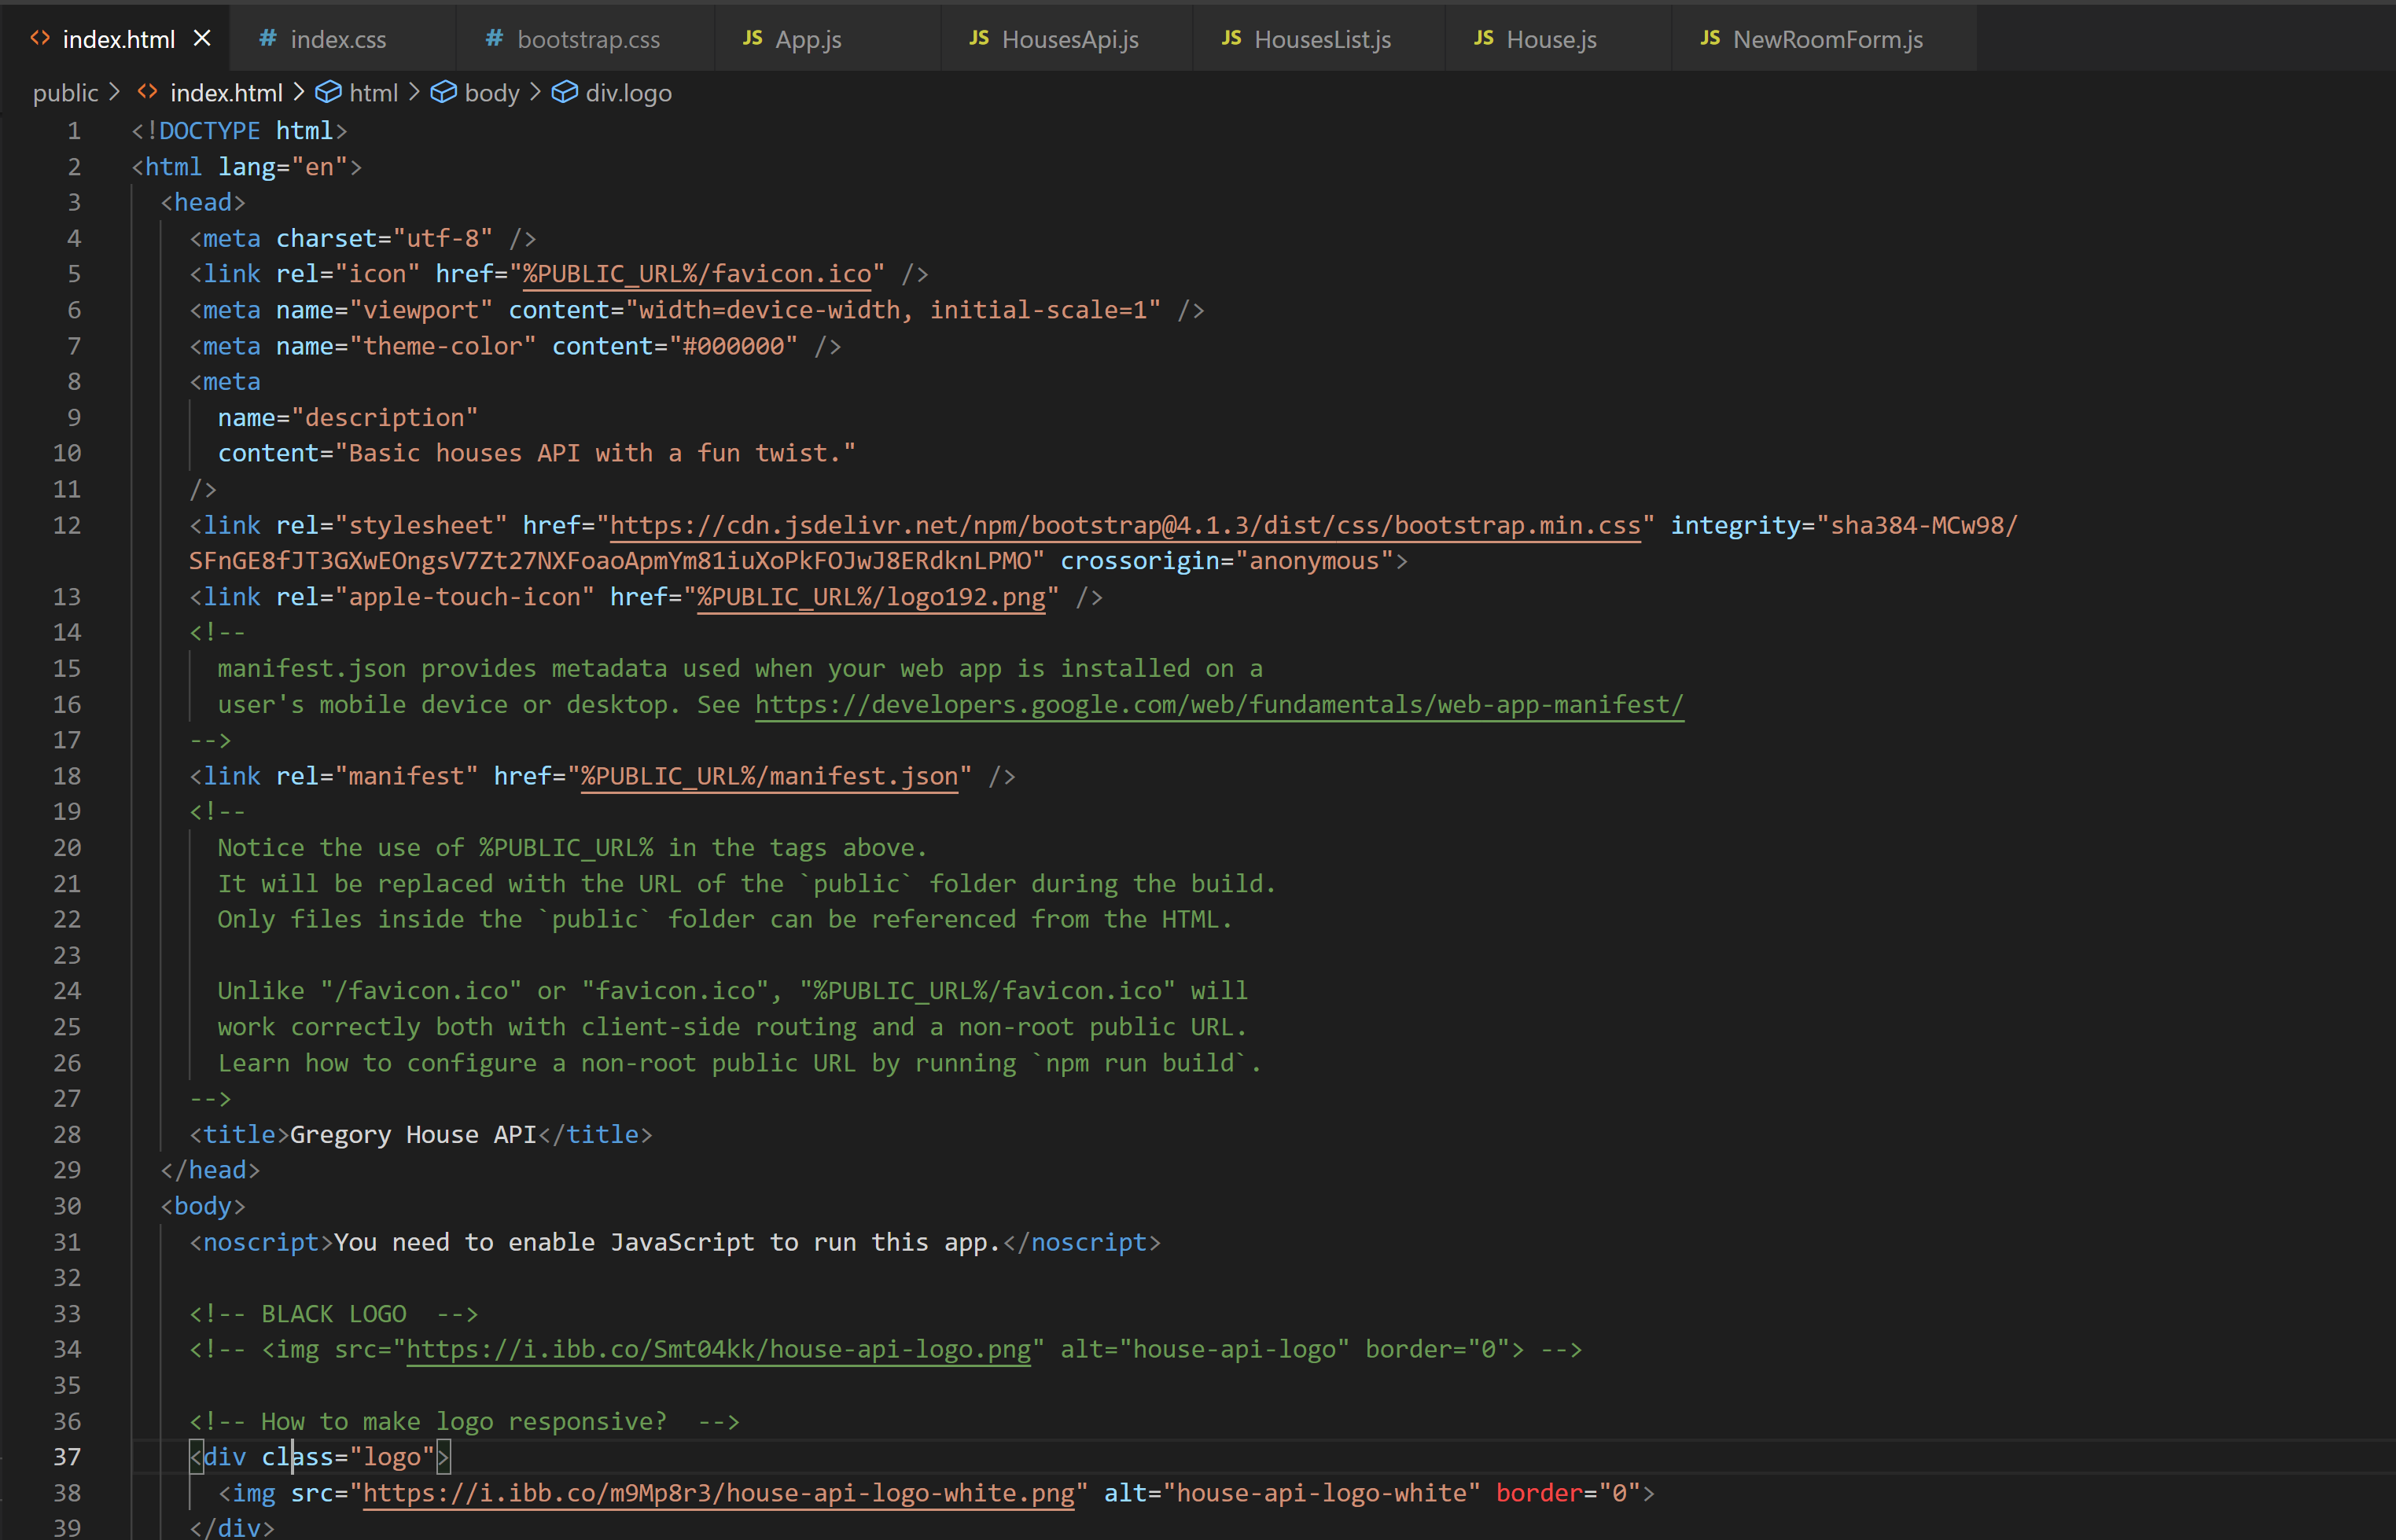 index.html
index.css
bootstrap.css
App.js
HousesApi.js
HousesList.js
House.js
NewRoomForm.js
public > index.html > html > body > div.logo
1 <!DOCTYPE html>
2 <html lang="en">
3 <head>
4 <meta charset="utf-8" />
5 <link rel="icon" href="%PUBLIC_URL%/favicon.ico" />
6 <meta name="viewport" content="width=device-width, initial-scale=1" />
7 <meta name="theme-color" content="#000000" />
8 <meta
9 name="description"
10 content="Basic houses API with a fun twist."
11 />
12 <link rel="stylesheet" href="https://cdn.jsdelivr.net/npm/bootstrap@4.1.3/dist/css/bootstrap.min.css" integrity="sha384-MCw98/
SFnGE8fJT3GXwEOngsV7Zt27NXFoaoApmYm81iuXoPkFOJwJ8ERdknLPMO" crossorigin="anonymous">
13 <link rel="apple-touch-icon" href="%PUBLIC_URL%/logo192.png" />
14 <!--
15 manifest.json provides metadata used when your web app is installed on a
16 user's mobile device or desktop. See https://developers.google.com/web/fundamentals/web-app-manifest/
17 -->
18 <link rel="manifest" href="%PUBLIC_URL%/manifest.json" />
19 <!--
20 Notice the use of %PUBLIC_URL% in the tags above.
21 It will be replaced with the URL of the `public` folder during the build.
22 Only files inside the `public` folder can be referenced from the HTML.
23
24 Unlike "/favicon.ico" or "favicon.ico", "%PUBLIC_URL%/favicon.ico" will
25 work correctly both with client-side routing and a non-root public URL.
26 Learn how to configure a non-root public URL by running `npm run build`.
27 -->
28 <title>Gregory House API</title>
29 </head>
30 <body>
31 <noscript>You need to enable JavaScript to run this app.</noscript>
32
33 <!-- BLACK LOGO  -->
34 <!-- <img src="https://i.ibb.co/Smt04kk/house-api-logo.png" alt="house-api-logo" border="0"> -->
35
36 <!-- How to make logo responsive?  -->
37 <div class="logo">
38 <img src="https://i.ibb.co/m9Mp8r3/house-api-logo-white.png" alt="house-api-logo-white" border="0">
39 </div>